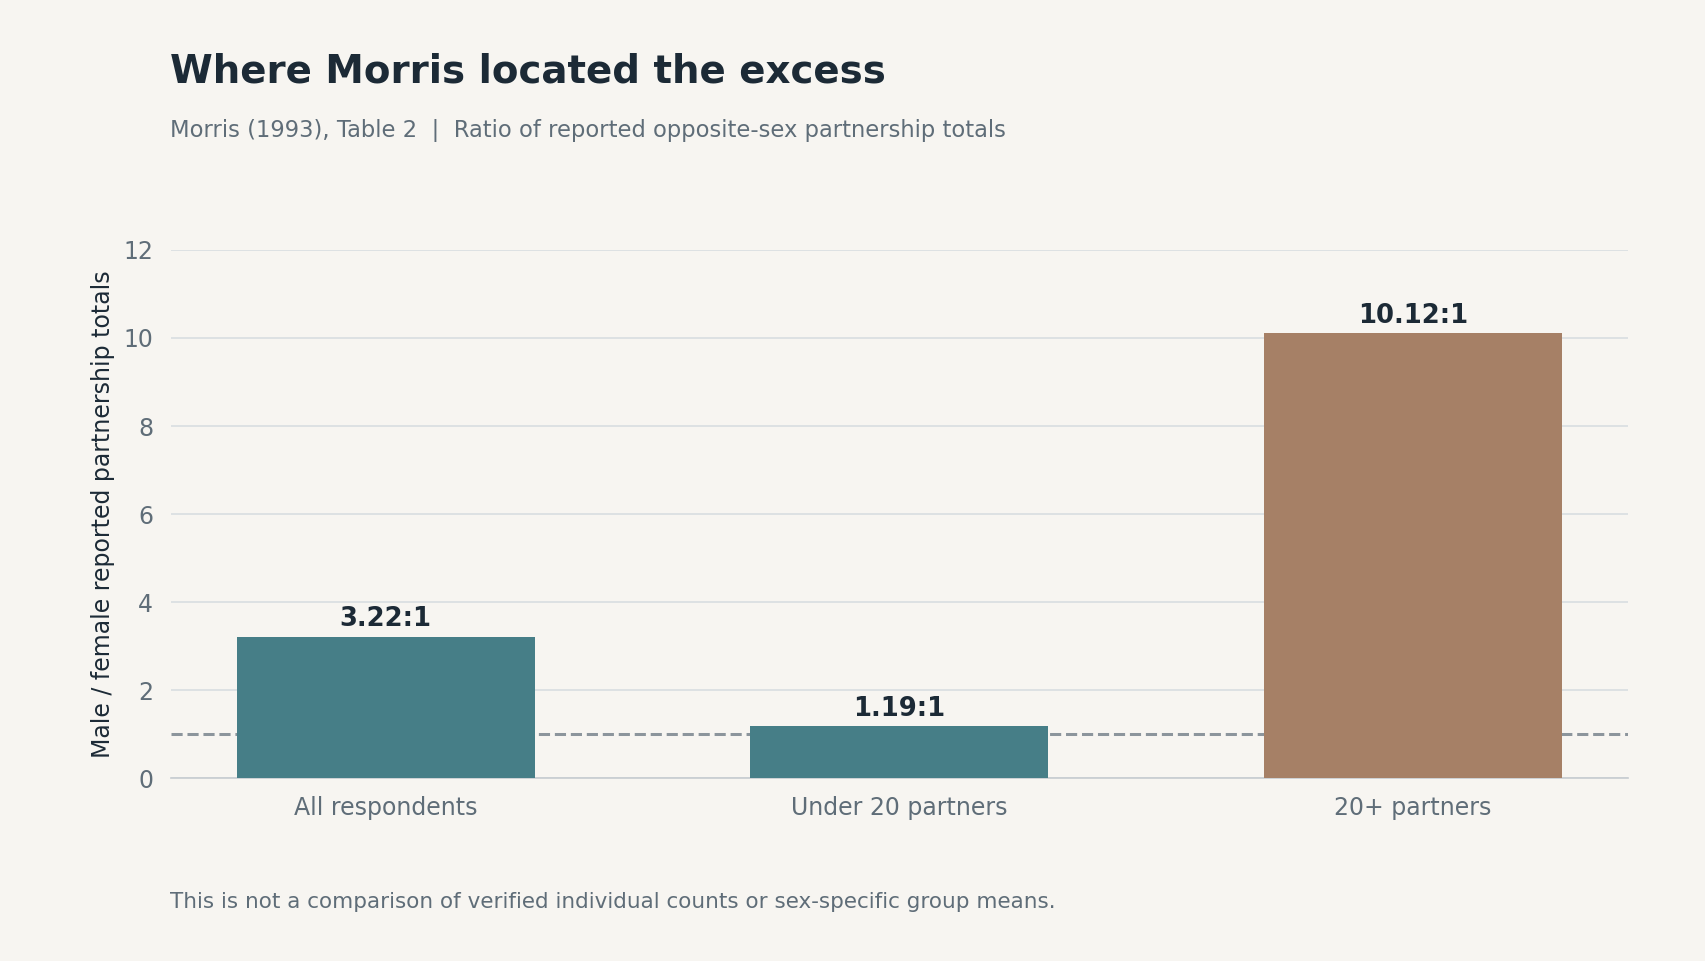 Where Morris located the excess
Morris (1993), Table 2 | Ratio of reported opposite-sex partnership totals
Male / female reported partnership totals
12
10
8
6
4
2
0
3.22:1
1.19:1
10.12:1
All respondents
Under 20 partners
20+ partners
This is not a comparison of verified individual counts or sex-specific group means.